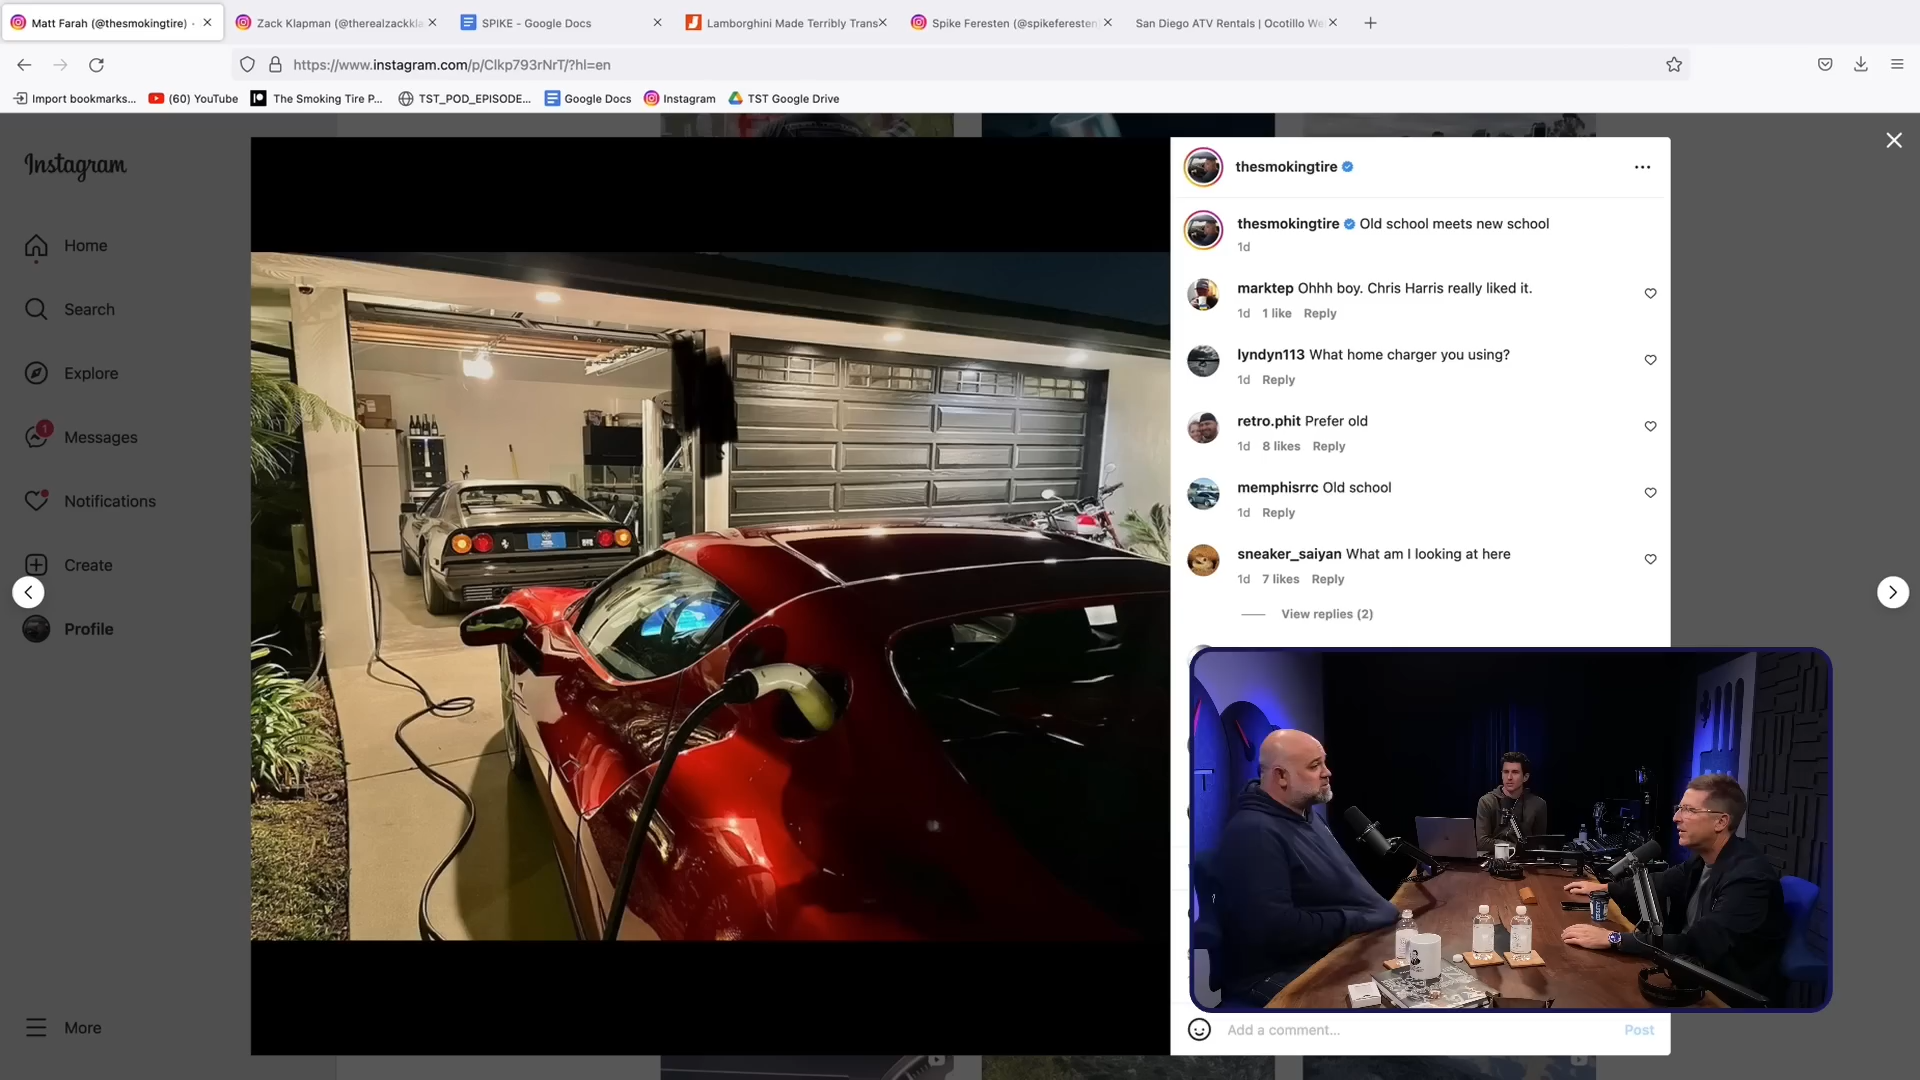 Matt Farah (@thesmokingtire) •
Zack Klapman (@therealzackkla
SPIKE - Google Docs
Lamborghini Made Terribly Trans
Spike Feresten (@spikeferesten)
San Diego ATV Rentals | Ocotillo We
https://www.instagram.com/p/Clkp793rNrT/?hl=en
Import bookmarks...
(60) YouTube
The Smoking Tire P...
TST_POD_EPISODE...
Google Docs
Instagram
TST Google Drive
Instagram
Home
Search
Explore
1
Messages
Notifications
Create
Profile
More
thesmokingtire
thesmokingtire Old school meets new school
1d
marktep Ohhh boy. Chris Harris really liked it.
1d 1 like Reply
lyndyn113 What home charger you using?
1d Reply
retro.phit Prefer old
1d 8 likes Reply
memphisrrc Old school
1d Reply
sneaker_saiyan What am I looking at here
1d 7 likes Reply
View replies (2)
Add a comment...
Post